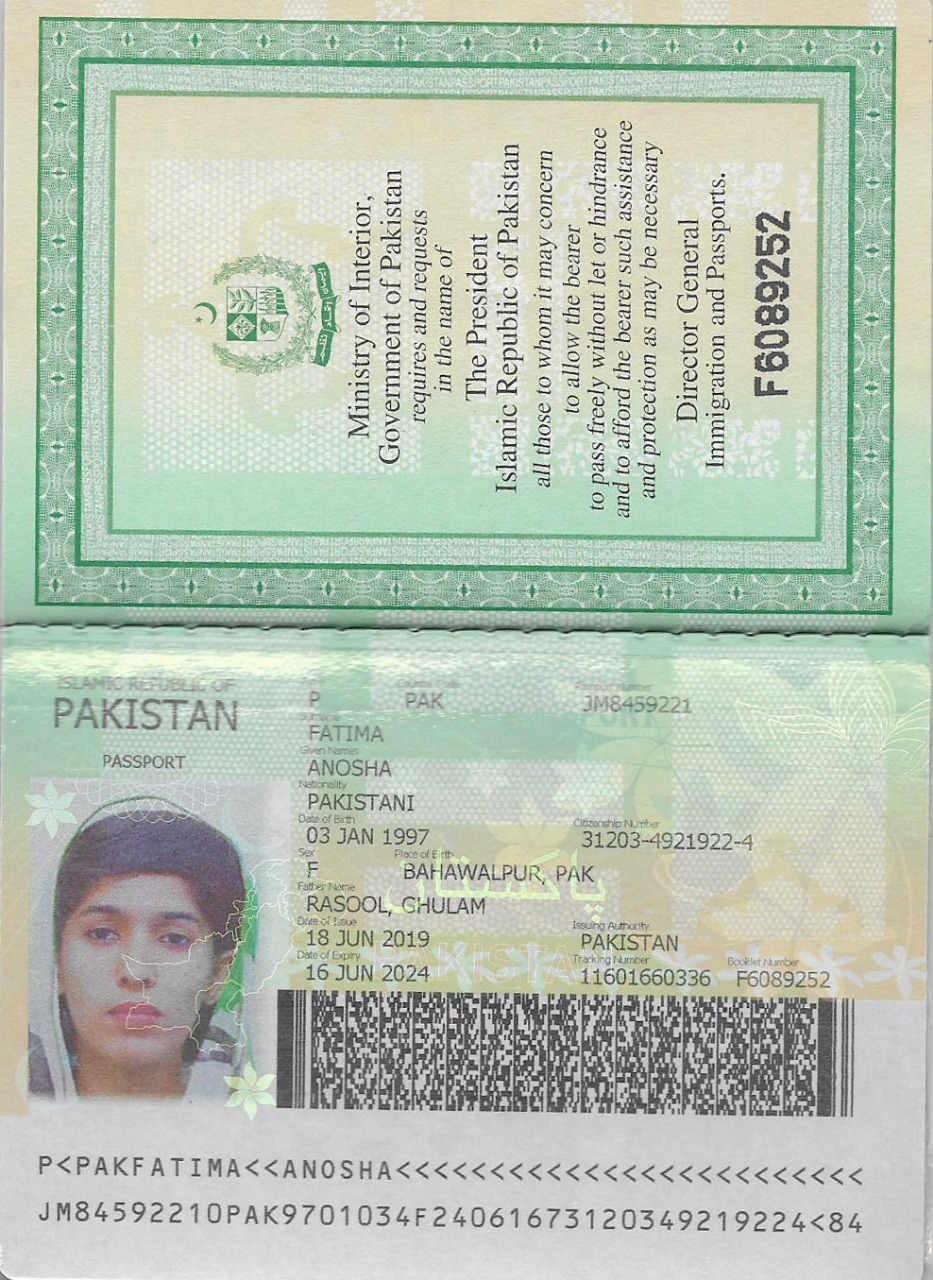 Ministry of Interior,
Government of Pakistan
requires and requests
in the name of
The President
Islamic Republic of Pakistan
all those to whom it may concern
to allow the bearer
to pass freely without let or hindrance
and to afford the bearer such assistance
and protection as may be necessary
Director General
Immigration and Passports.
F6089252
ISLAMIC REPUBLIC OF
PAKISTAN
PASSPORT
Country Code
Passport Number
P PAK JM8459221
Surname
FATIMA
Given Names
ANOSHA
Nationality
PAKISTANI
Date of Birth Citizenship Number
03 JAN 1997 31203-4921922-4
Sex Place of Birth
F BAHAWALPUR, PAK
پاکستان
Father Name
RASOOL, GHULAM
Date of Issue Issuing Authority
18 JUN 2019 PAKISTAN
Date of Expiry Tracking Number Booklet Number
16 JUN 2024 11601660336 F6089252
P<PAKFATIMA<<ANOSHA<<<<<<<<<<<<<<<<<<<<<<<<<
JM84592210PAK9701034F24061673120349219224<84